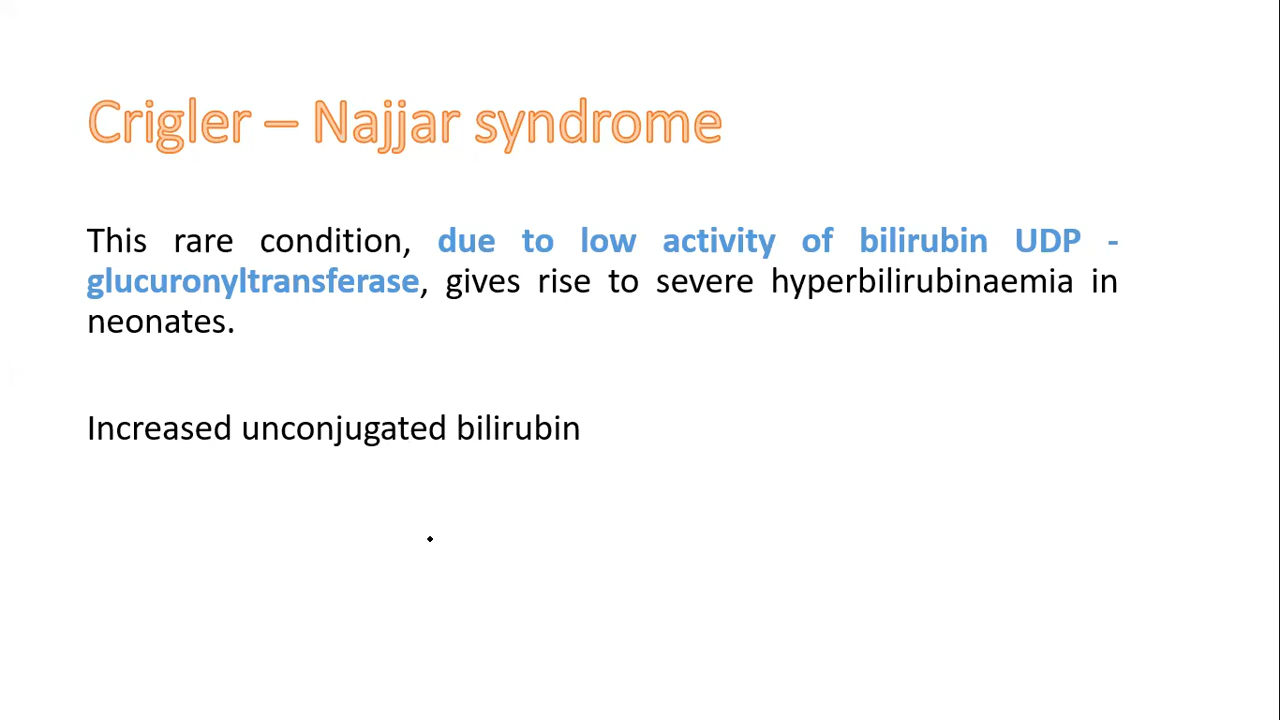 Crigler – Najjar syndrome
This rare condition, due to low activity of bilirubin UDP -
glucuronyltransferase, gives rise to severe hyperbilirubinaemia in
neonates.
Increased unconjugated bilirubin